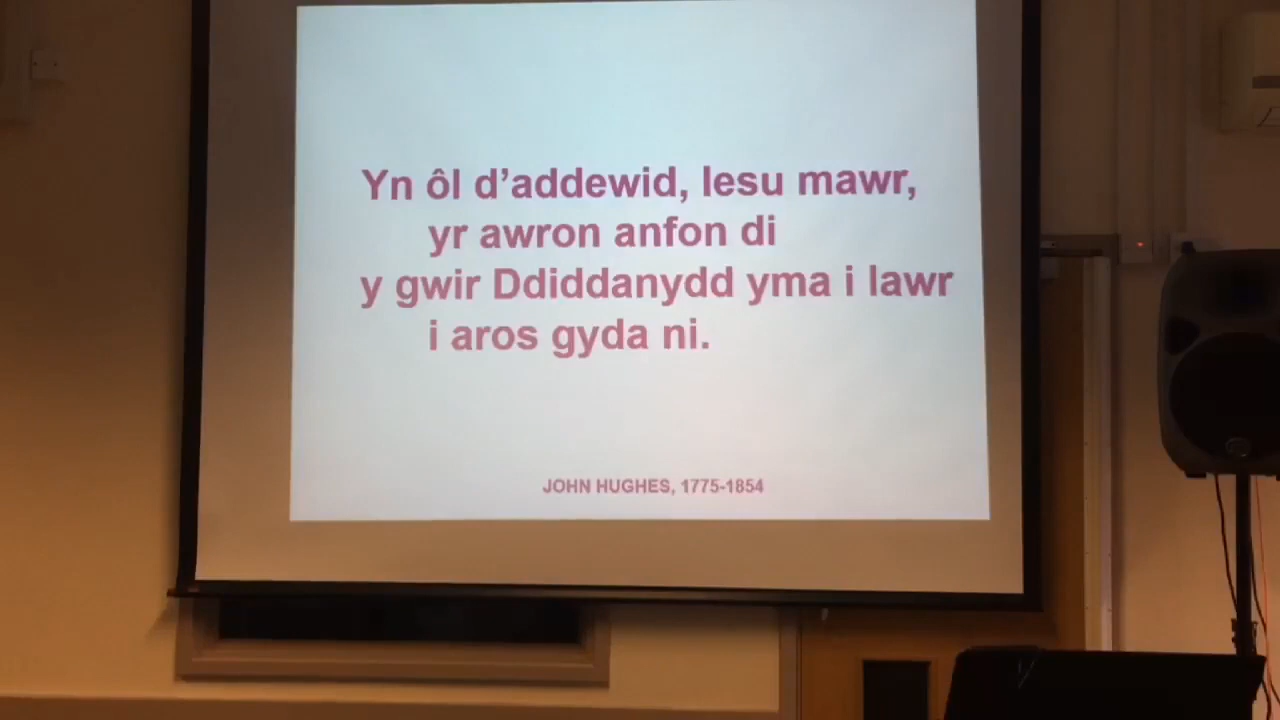 Yn ôl d’addewid, Iesu mawr,
yr awron anfon di
y gwir Ddiddanydd yma i lawr
i aros gyda ni.
JOHN HUGHES, 1775-1854